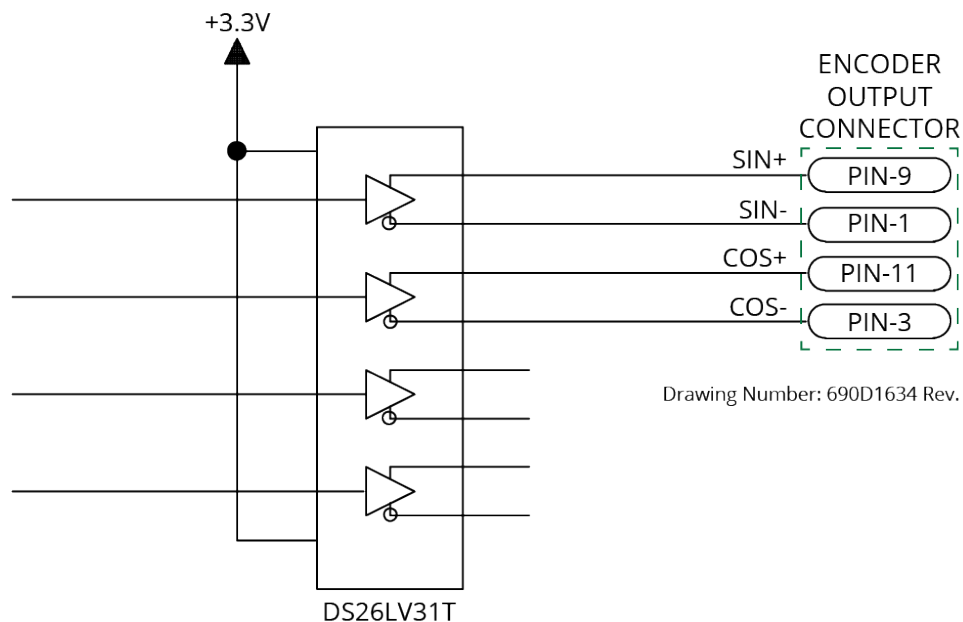 +3.3V
ENCODER
OUTPUT
CONNECTOR
SIN+
PIN-9
SIN-
PIN-1
COS+
PIN-11
COS-
PIN-3
Drawing Number: 690D1634 Rev.
DS26LV31T